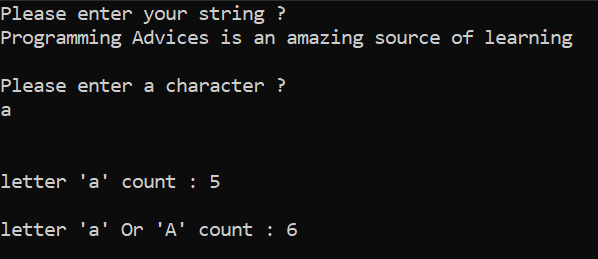 Please enter your string ?
Programming Advices is an amazing source of learning
Please enter a character ?
a
letter 'a' count : 5
letter 'a' Or 'A' count : 6